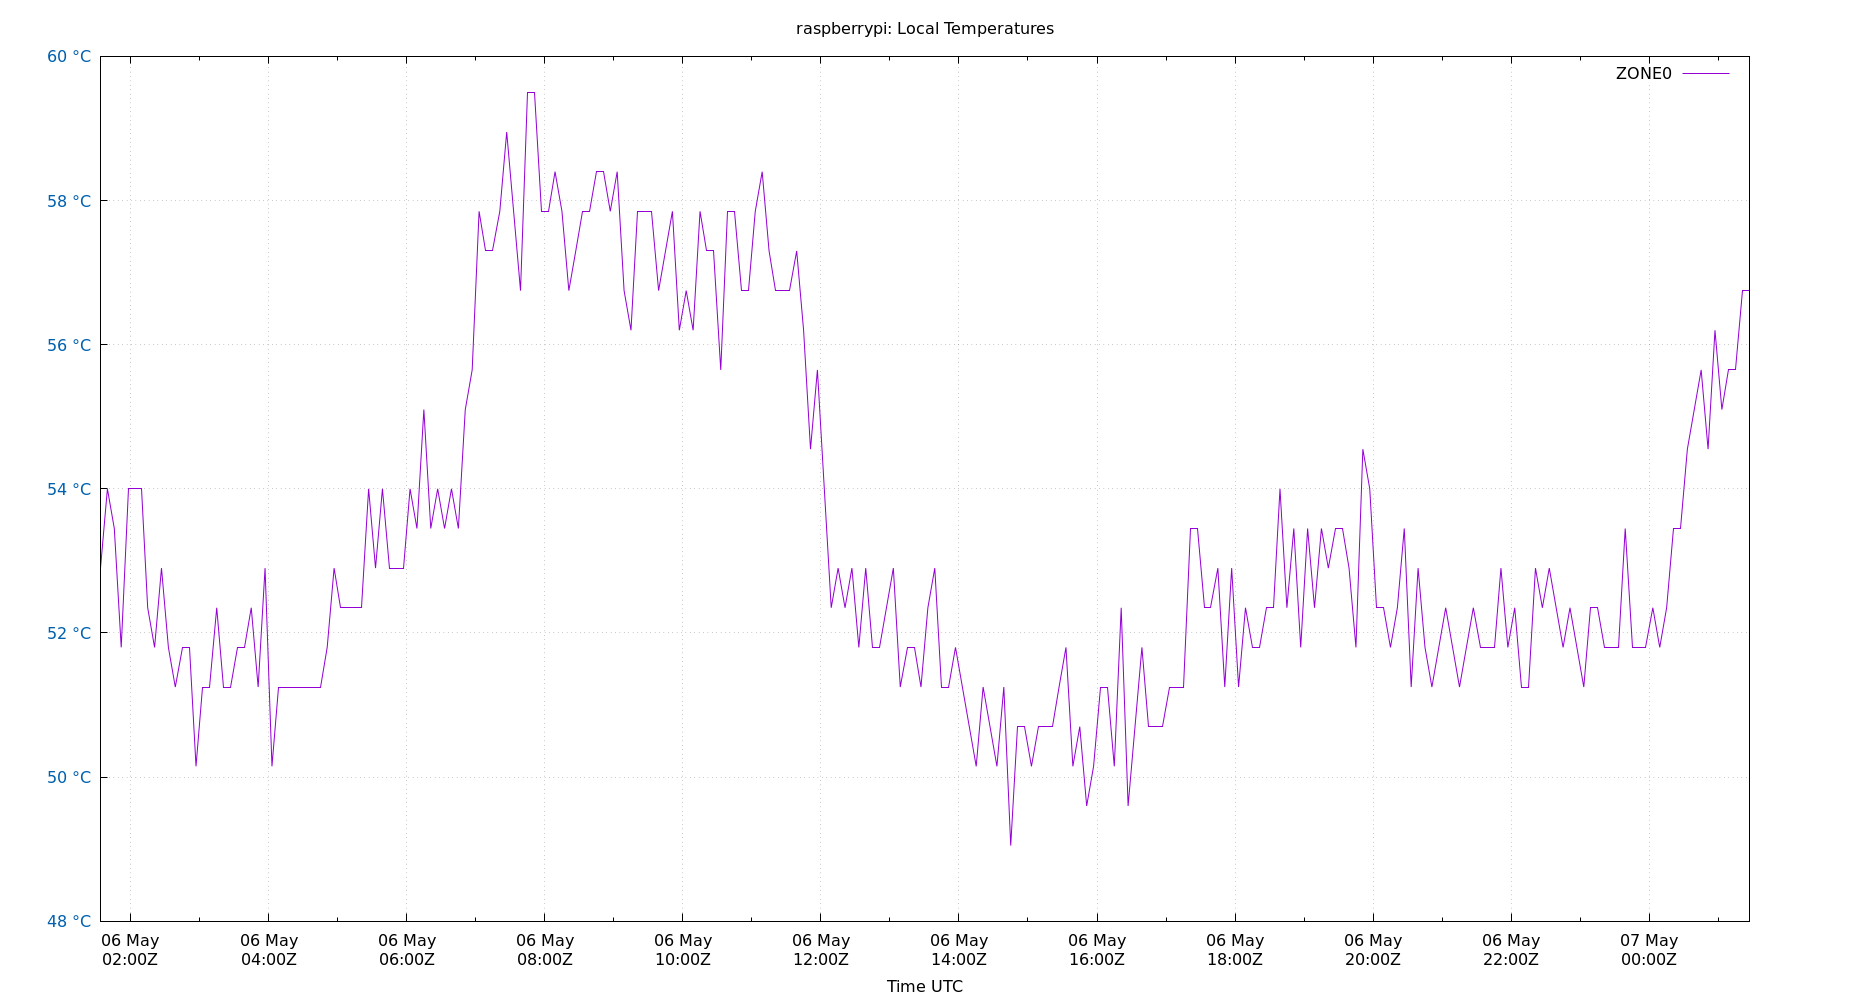 raspberrypi: Local Temperatures
60 °C
ZONE0
58 °C
56 °C
54 °C
52 °C
50 °C
48 °C
06 May 06 May 06 May 06 May 06 May 06 May 06 May 06 May 06 May 06 May 06 May 07 May
02:00Z 04:00Z 06:00Z 08:00Z 10:00Z 12:00Z 14:00Z 16:00Z 18:00Z 20:00Z 22:00Z 00:00Z
Time UTC